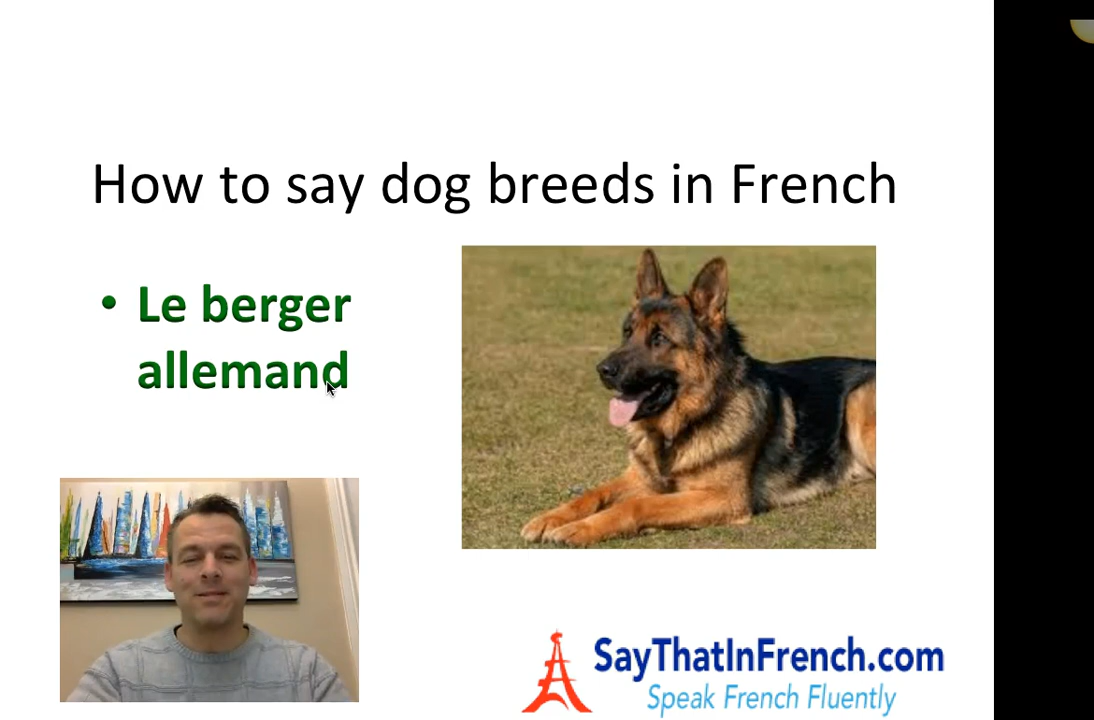 How to say dog breeds in French
• Le berger
allemand
SayThatInFrench.com
Speak French Fluently